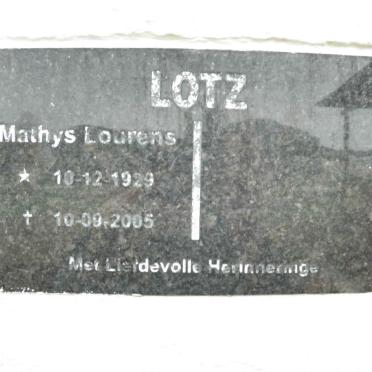 LOTZ
Mathys Lourens
★ 10-12-1929
† 10-09-2005
Met Liefdevolle Herinneringe